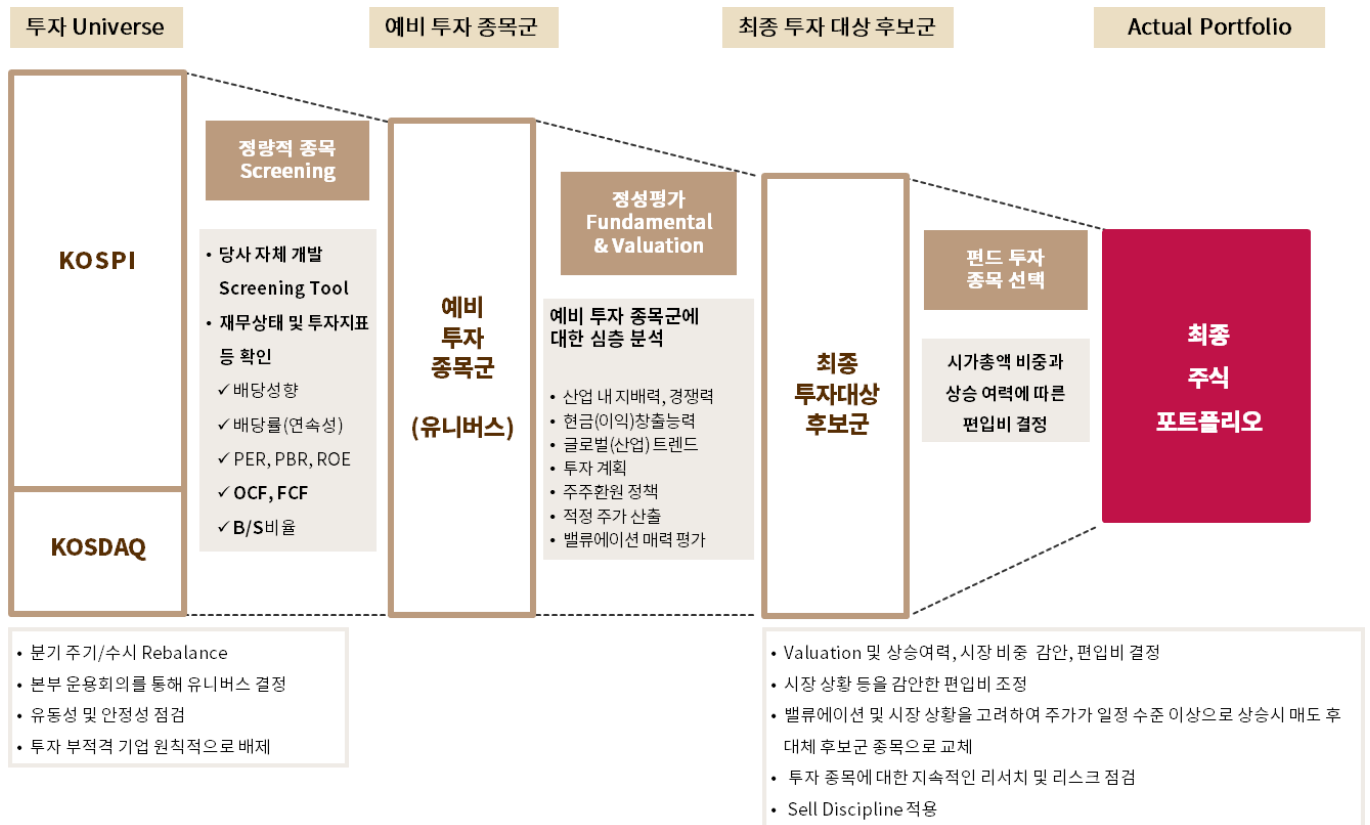 투자 Universe
예비 투자 종목군
최종 투자 대상 후보군
Actual Portfolio
KOSPI
KOSDAQ
정량적 종목
Screening
• 당사 자체 개발
Screening Tool
• 재무상태 및 투자지표
등 확인
✓배당성향
✓배당률(연속성)
✓PER, PBR, ROE
✓OCF, FCF
✓B/S비율
예비
투자
종목군
(유니버스)
정성평가
Fundamental
& Valuation
예비 투자 종목군에
대한 심층 분석
• 산업 내 지배력, 경쟁력
• 현금(이익)창출능력
• 글로벌(산업) 트렌드
• 투자 계획
• 주주환원 정책
• 적정 주가 산출
• 밸류에이션 매력 평가
최종
투자대상
후보군
펀드 투자
종목 선택
시가총액 비중과
상승 여력에 따른
편입비 결정
최종
주식
포트폴리오
• 분기 주기/수시 Rebalance
• 본부 운용회의를 통해 유니버스 결정
• 유동성 및 안정성 점검
• 투자 부적격 기업 원칙적으로 배제
• Valuation 및 상승여력, 시장 비중 감안, 편입비 결정
• 시장 상황 등을 감안한 편입비 조정
• 밸류에이션 및 시장 상황을 고려하여 주가가 일정 수준 이상으로 상승시 매도 후
대체 후보군 종목으로 교체
• 투자 종목에 대한 지속적인 리서치 및 리스크 점검
• Sell Discipline 적용